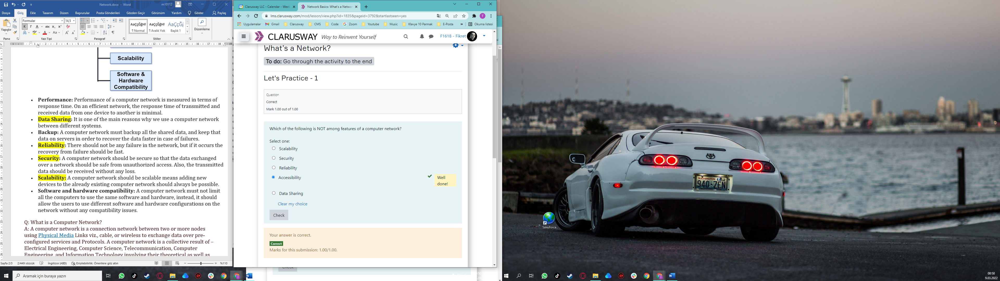 Network.docx - Word
m10112
Dosya Giriş Ekle Tasarım Düzen Başvurular Posta Gönderileri Gözden Geçir Görünüm Yardım Göster Paylaş
Yapıştır
Formular 14,5
K T A abc x₂ x²
A Aa A A
AaÇçĞğHł AaÇçĞğHł AaÇçĞğ
¶ Normal ¶ Aralık Yok Başlık 1
Düzenleme
Pano Yazı Tipi Paragraf Stiller
Scalability
Software &
Hardware
Compatibility
• Performance: Performance of a computer network is measured in terms of
response time. On an efficient network, the response time of transmitted and
received data from one device to another is minimal.
• Data Sharing: It is one of the main reasons why we use a computer network
between different systems.
• Backup: A computer network must backup all the shared data, and keep that
data on servers in order to recover the data faster in case of failures.
• Reliability: There should not be any failure in the network, but if it occurs the
recovery from failure should be fast.
• Security: A computer network should be secure so that the data exchanged
over a network should be safe from unauthorized access. Also, the transmitted
data should be received without any loss.
• Scalability: A computer network should be scalable means adding new
devices to the already existing computer network should always be possible.
• Software and hardware compatibility: A computer network must not limit
all the computers to use the same software and hardware, instead, it should
allow the users to use different software and hardware configurations on the
network without any compatibility issues.
Q: What is a Computer Network?
A: A computer network is a connection network between two or more nodes
using Physical Media Links viz., cable, or wireless to exchange data over pre-
configured services and Protocols. A computer network is a collective result of –
Electrical Engineering, Computer Science, Telecommunication, Computer
Engineering, and Information Technology involving their theoretical as well as
Sayfa 2/3 2/449 sözcük İngilizce (ABD) Erişilebilirlik: Önerilere göz atın %110
Aramak için buraya yazın
Clarusway LLC - Calendar - Week
Network Basics: What's a Networ
lms.clarusway.com/mod/lesson/view.php?id=1835&pageid=3792&startlastseen=yes
Uygulamalar Gmail Clarusway CMS Code Zoom Youtube Music Klavye 10 Parmak E-Posta » Okuma listesi
CLARUSWAY Way to Reinvent Yourself
F1618 - Fikret
What's a Network?
To do: Go through the activity to the end
Let's Practice - 1
Question
Correct
Mark 1.00 out of 1.00
Which of the following is NOT among features of a computer network?
Select one:
Scalability
Security
Reliability
Accessibility
Well
done!
Data Sharing
Clear my choice
Check
Your answer is correct.
Correct
Marks for this submission: 1.00/1.00.
Check
WASHINGTON
940 ZEN
Salesforce
00:50
9.03.2022